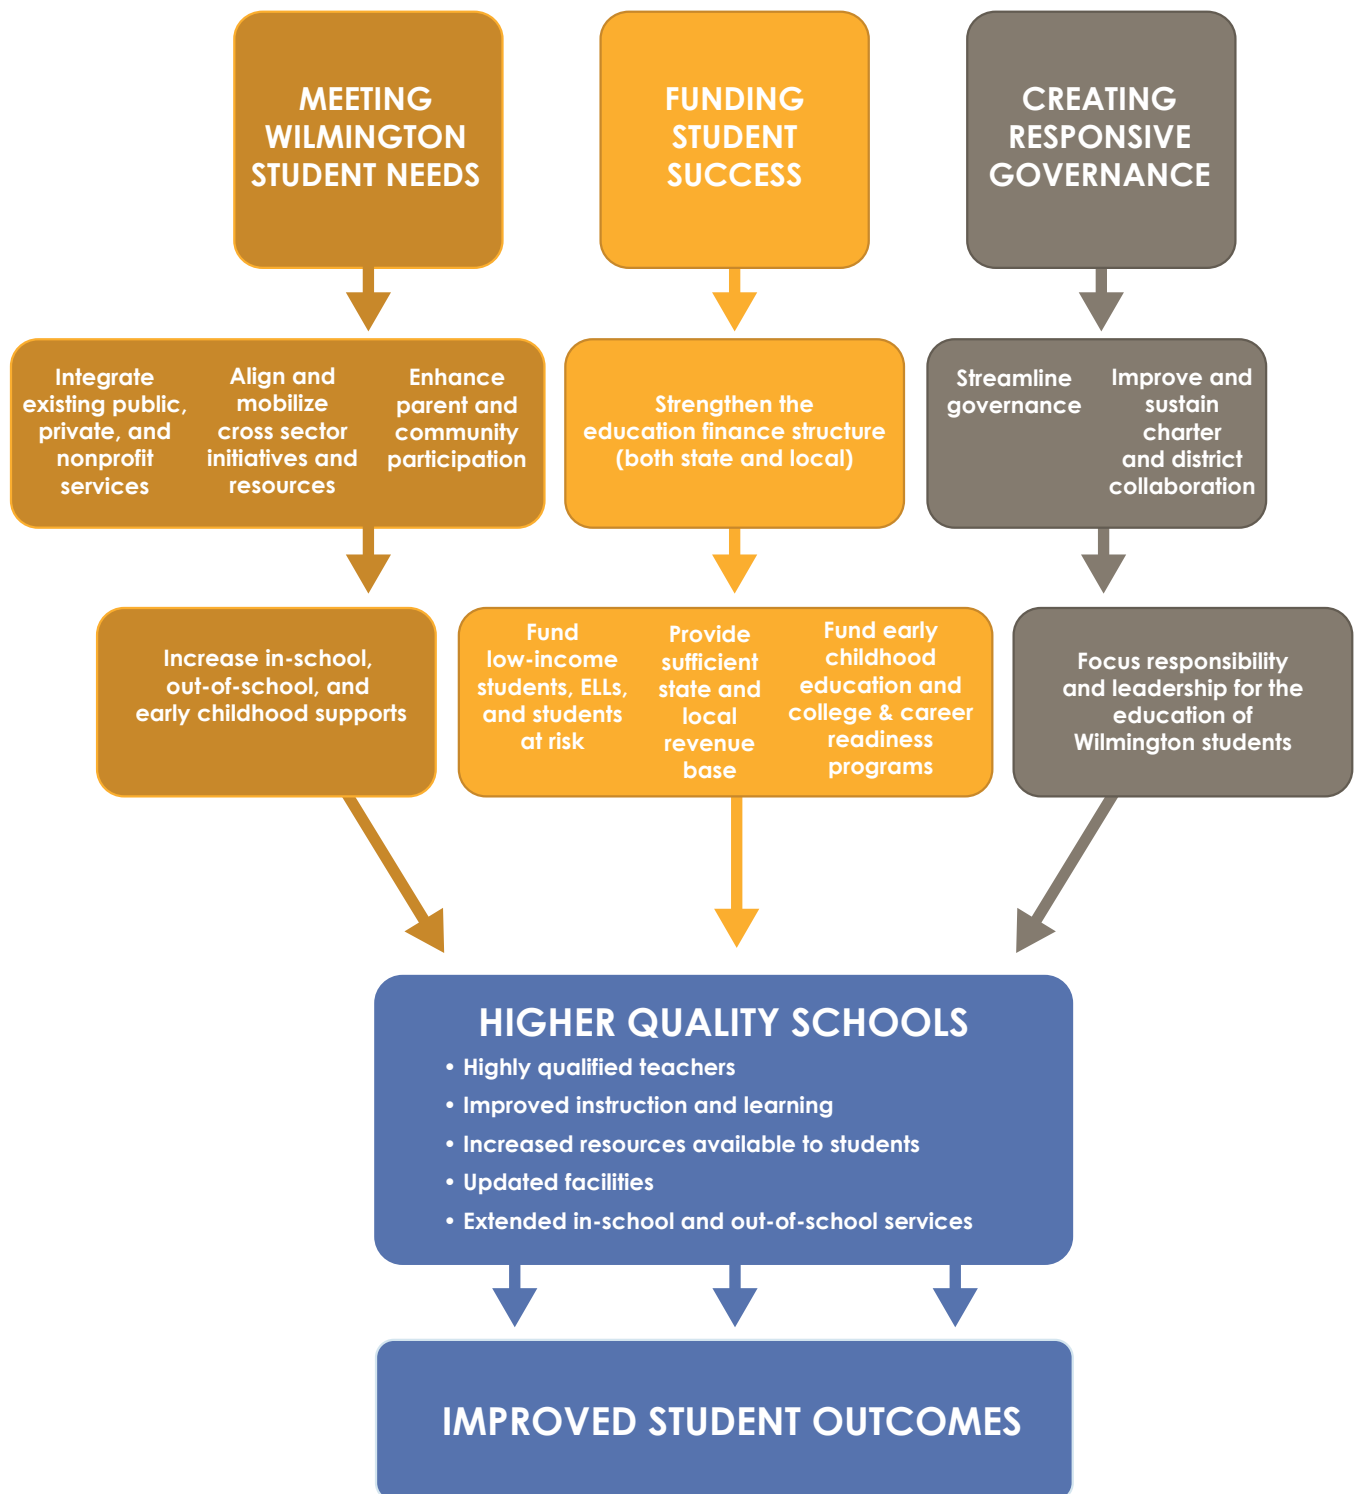 MEETING
WILMINGTON
STUDENT NEEDS
FUNDING
STUDENT
SUCCESS
CREATING
RESPONSIVE
GOVERNANCE
Integrate
existing public,
private, and
nonprofit
services
Align and
mobilize
cross sector
initiatives and
resources
Enhance
parent and
community
participation
Strengthen the
education finance structure
(both state and local)
Streamline
governance
Improve and
sustain
charter
and district
collaboration
Increase in-school,
out-of-school, and
early childhood supports
Fund
low-income
students, ELLs,
and students
at risk
Provide
sufficient
state and
local
revenue
base
Fund early
childhood
education and
college & career
readiness
programs
Focus responsibility
and leadership for the
education of
Wilmington students
HIGHER QUALITY SCHOOLS
• Highly qualified teachers
• Improved instruction and learning
• Increased resources available to students
• Updated facilities
• Extended in-school and out-of-school services
IMPROVED STUDENT OUTCOMES